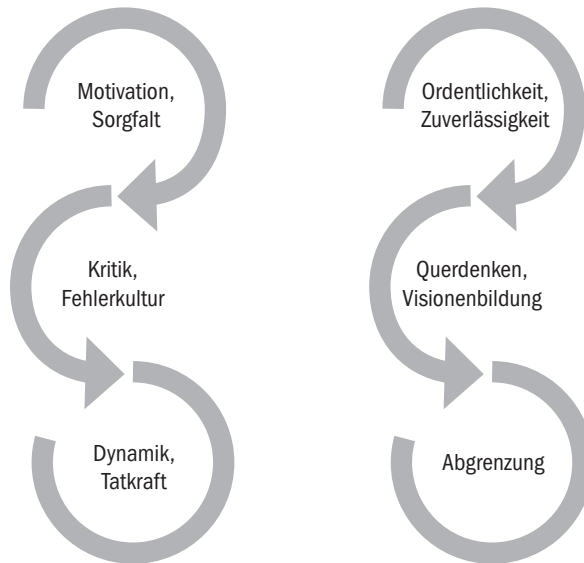 Motivation,
Sorgfalt
Kritik,
Fehlerkultur
Dynamik,
Tatkraft
Ordentlichkeit,
Zuverlässigkeit
Querdenken,
Visionenbildung
Abgrenzung